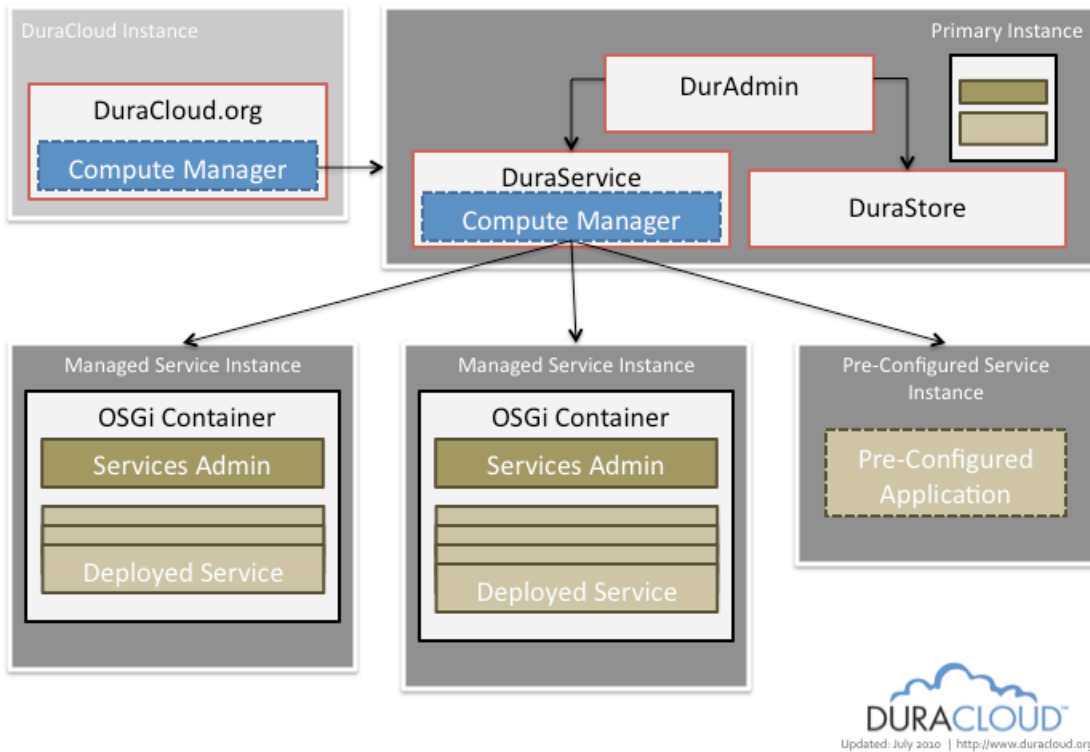 DuraCloud Instance
DuraCloud.org
Compute Manager
Primary Instance
DurAdmin
DuraService
Compute Manager
DuraStore
Managed Service Instance
OSGi Container
Services Admin
Deployed Service
Managed Service Instance
OSGi Container
Services Admin
Deployed Service
Pre-Configured Service
Instance
Pre-Configured
Application
DURACLOUD™
Updated: July 2010 | http://www.duracloud.org